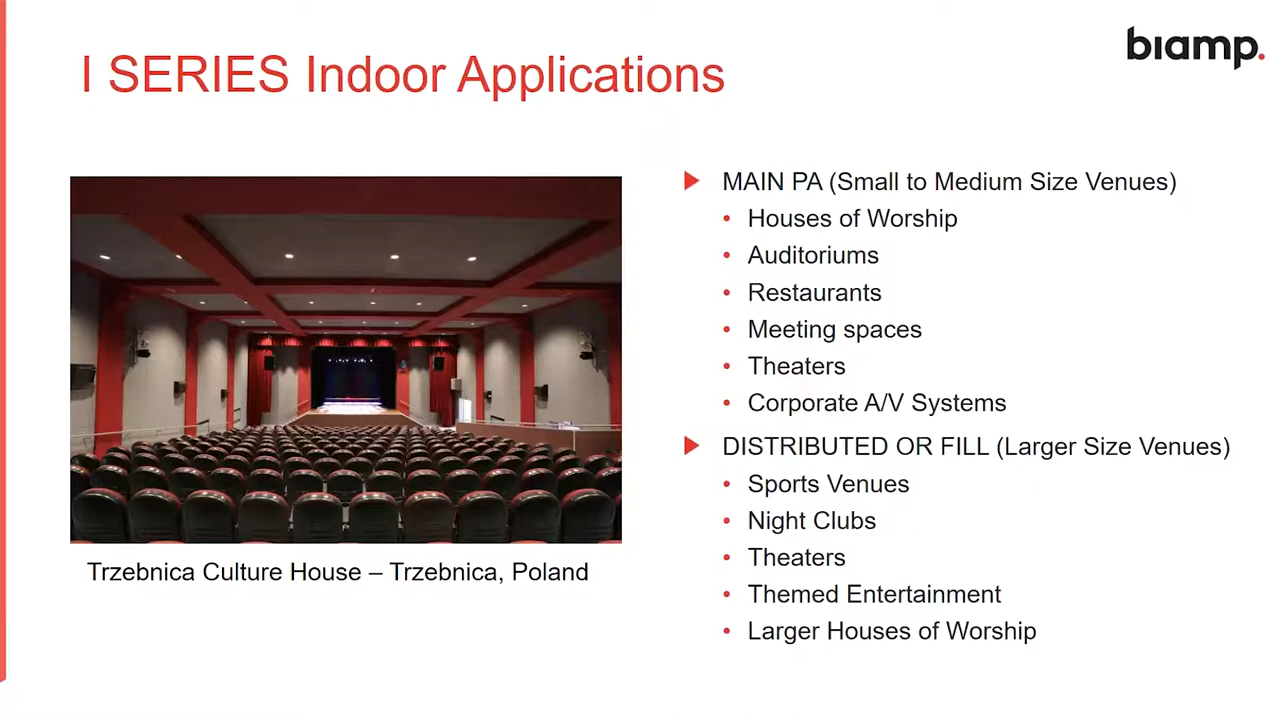 I SERIES Indoor Applications
biamp.
MAIN PA (Small to Medium Size Venues)
Houses of Worship
Auditoriums
Restaurants
Meeting spaces
Theaters
Corporate A/V Systems
DISTRIBUTED OR FILL (Larger Size Venues)
Sports Venues
Night Clubs
Theaters
Themed Entertainment
Larger Houses of Worship
Trzebnica Culture House – Trzebnica, Poland